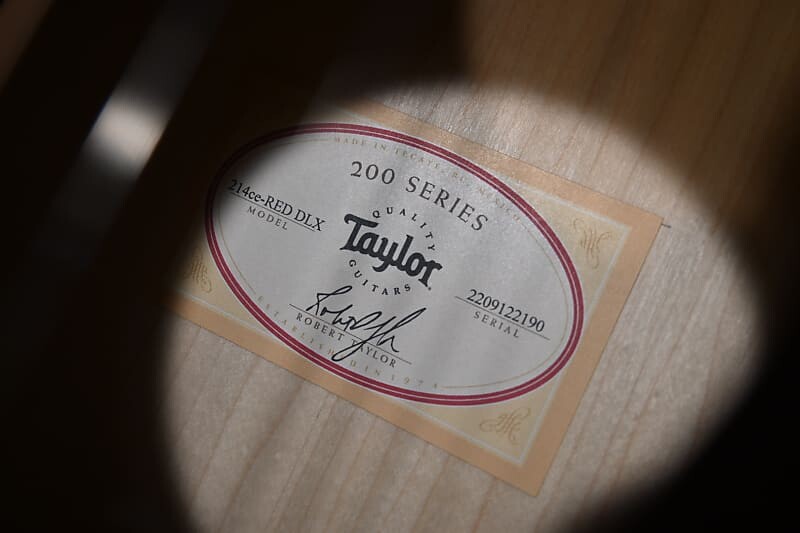 MADE IN TECATE, B.C. MEXICO
200 SERIES
214ce-RED DLX
MODEL
QUALITY
Taylor
GUITARS
2209122190
SERIAL
ROBERT TAYLOR
ESTABLISHED IN 1974